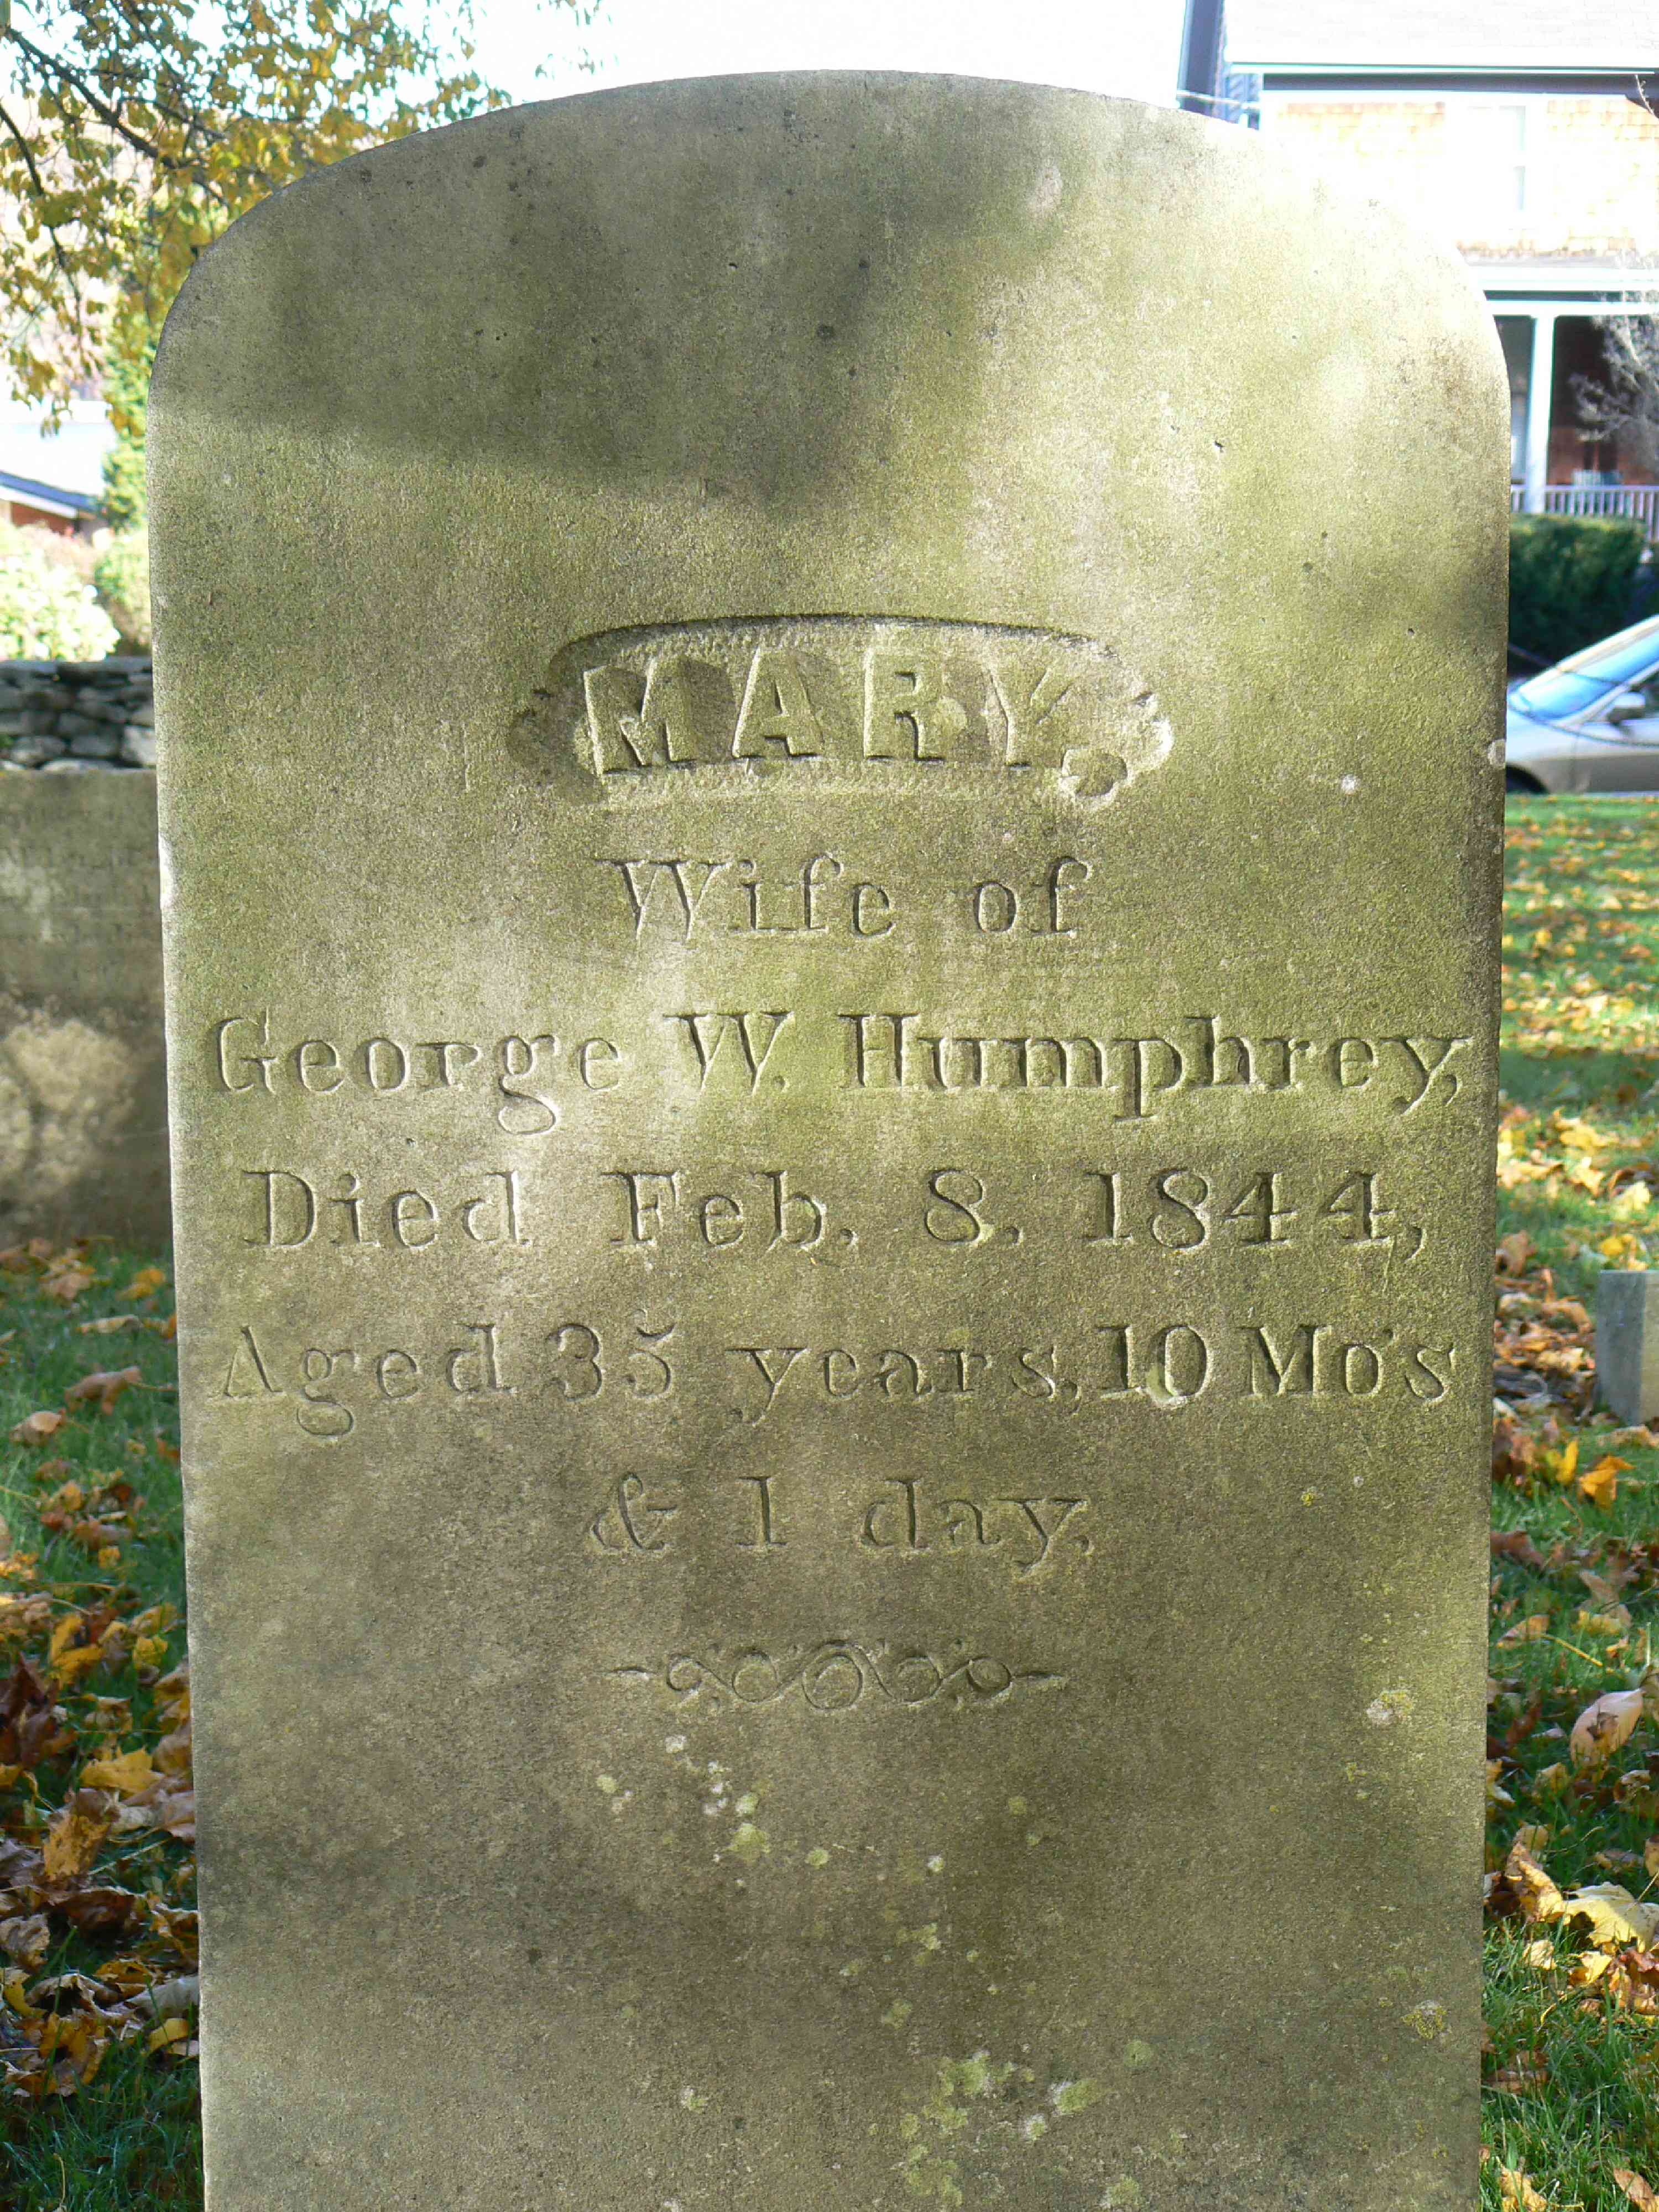 MARY.
Wife of
George W. Humphrey,
Died Feb. 8. 1844,
Aged 35 years, 10 Mo's
& 1 day.